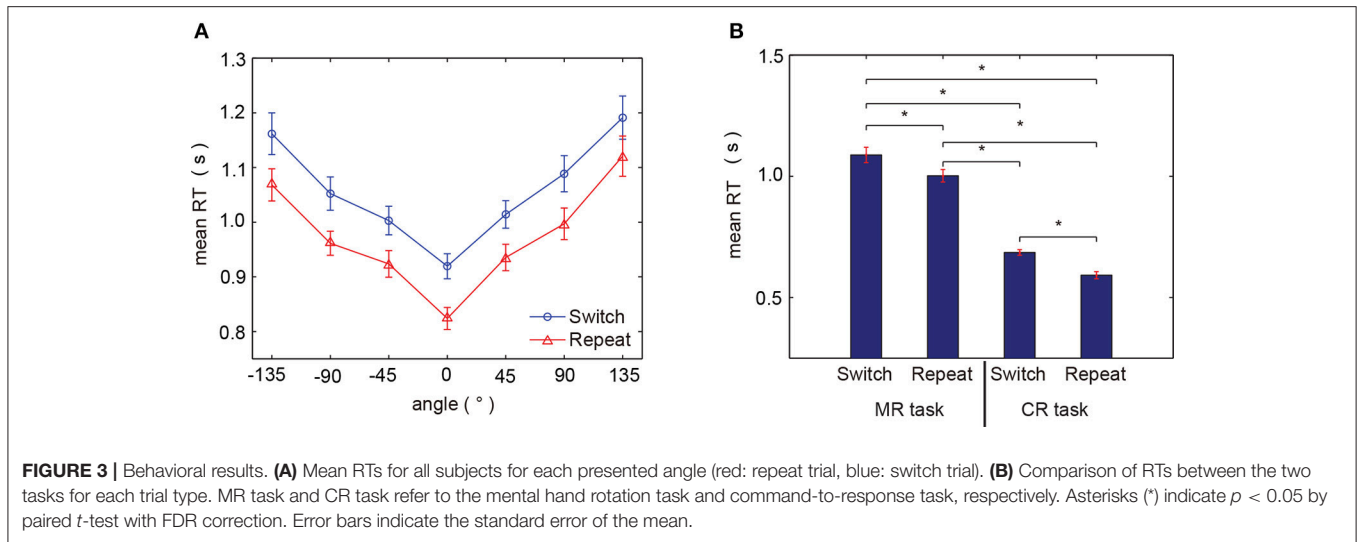 A
1.3
1.2
1.1
1.0
0.9
0.8
mean RT ( s )
-135 -90 -45 0 45 90 135
angle ( ° )
Switch
Repeat
B
1.5
1.0
0.5
mean RT ( s )
*
*
*
*
*
*
Switch Repeat Switch Repeat
MR task CR task
FIGURE 3 | Behavioral results. (A) Mean RTs for all subjects for each presented angle (red: repeat trial, blue: switch trial). (B) Comparison of RTs between the two
tasks for each trial type. MR task and CR task refer to the mental hand rotation task and command-to-response task, respectively. Asterisks (*) indicate p < 0.05 by
paired t-test with FDR correction. Error bars indicate the standard error of the mean.